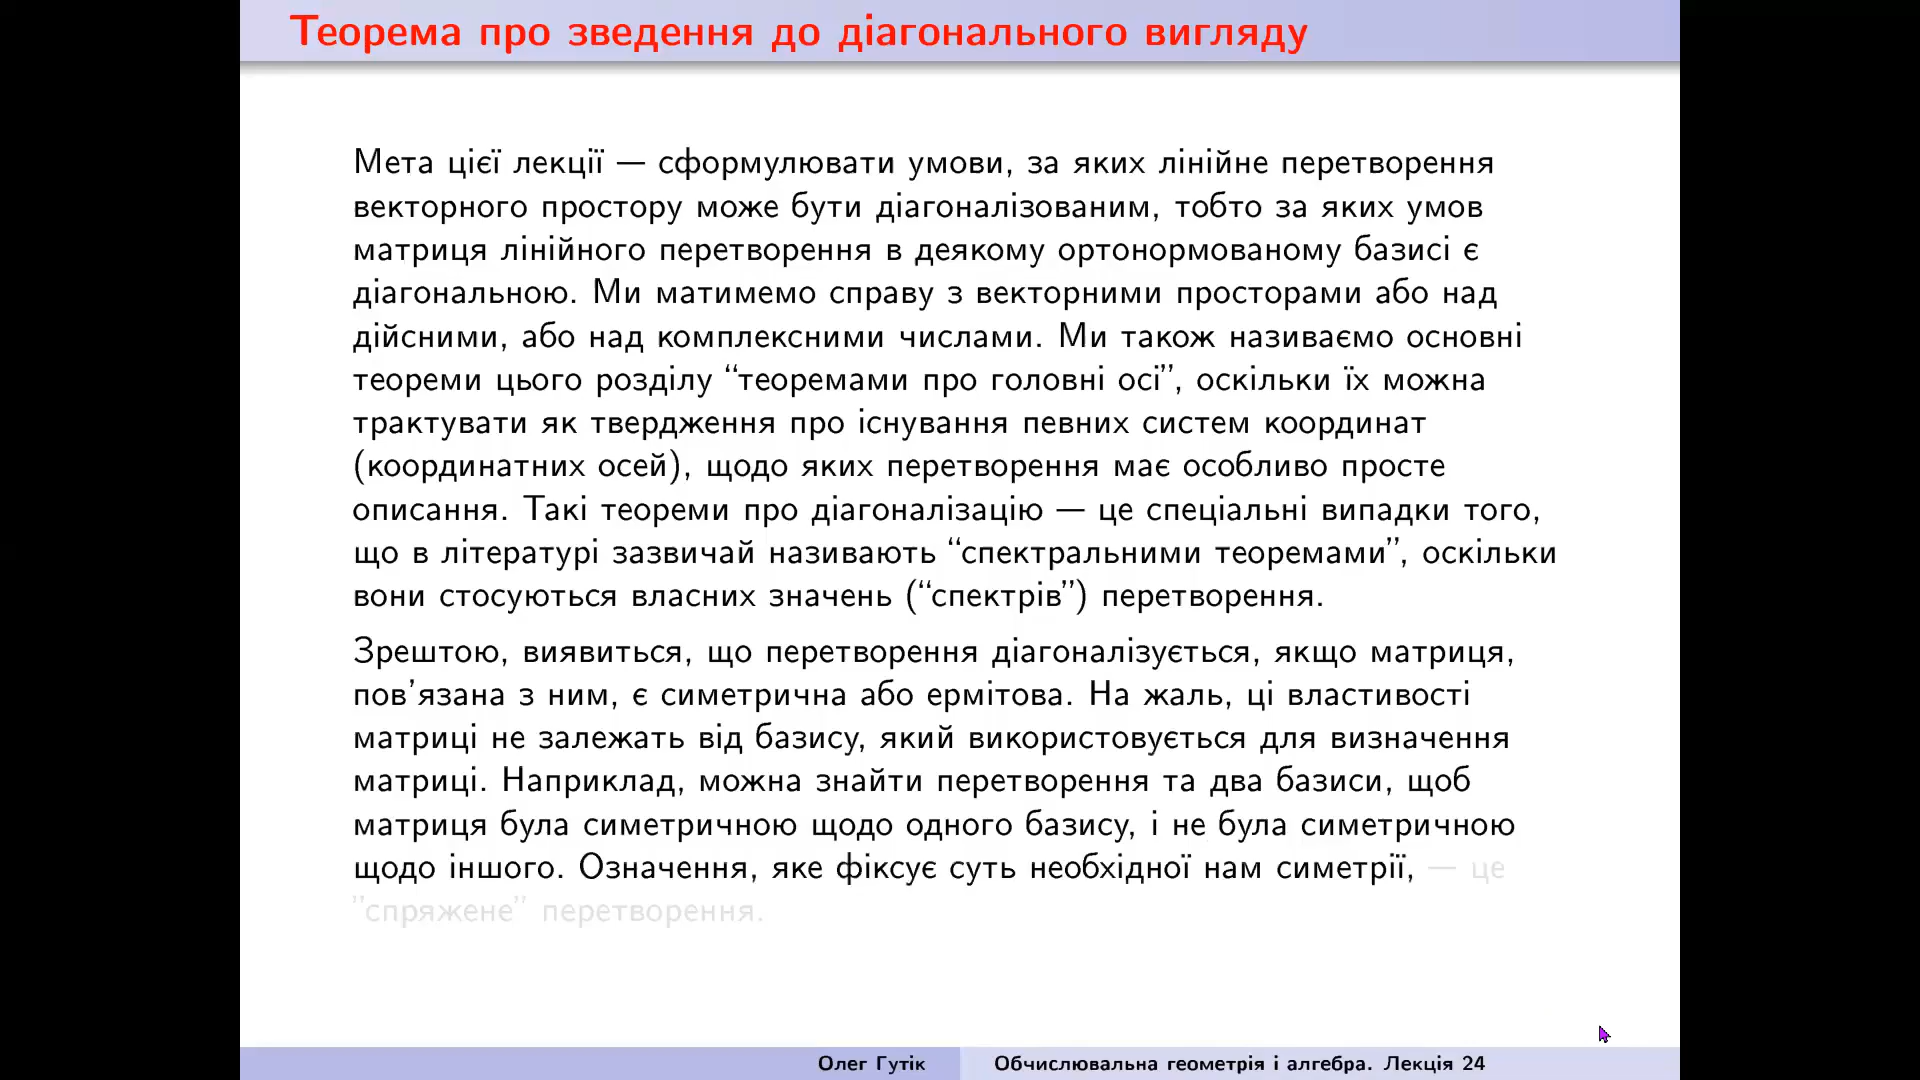 Теорема про зведення до діагонального вигляду
Мета цієї лекції — сформулювати умови, за яких лінійне перетворення
векторного простору може бути діагоналізованим, тобто за яких умов
матриця лінійного перетворення в деякому ортонормованому базисі є
діагональною. Ми матимемо справу з векторними просторами або над
дійсними, або над комплексними числами. Ми також називаємо основні
теореми цього розділу “теоремами про головні осі”, оскільки їх можна
трактувати як твердження про існування певних систем координат
(координатних осей), щодо яких перетворення має особливо просте
описання. Такі теореми про діагоналізацію — це спеціальні випадки того,
що в літературі зазвичай називають “спектральними теоремами”, оскільки
вони стосуються власних значень (“спектрів”) перетворення.
Зрештою, виявиться, що перетворення діагоналізується, якщо матриця,
пов’язана з ним, є симетрична або ермітова. На жаль, ці властивості
матриці не залежать від базису, який використовується для визначення
матриці. Наприклад, можна знайти перетворення та два базиси, щоб
матриця була симетричною щодо одного базису, і не була симетричною
щодо іншого. Означення, яке фіксує суть необхідної нам симетрії, — це
”спряжене” перетворення.
Олег Гутік
Обчислювальна геометрія і алгебра. Лекція 24